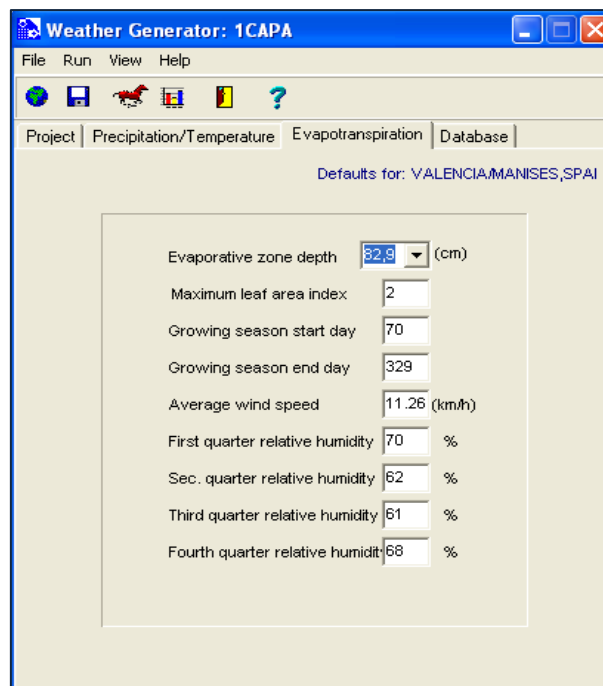 Weather Generator: 1CAPA
File Run View Help
Project Precipitation/Temperature Evapotranspiration Database
Defaults for: VALENCIA/MANISES,SPAI
Evaporative zone depth 82,9 (cm)
Maximum leaf area index 2
Growing season start day 70
Growing season end day 329
Average wind speed 11.26 (km/h)
First quarter relative humidity 70 %
Sec. quarter relative humidity 62 %
Third quarter relative humidity 61 %
Fourth quarter relative humidit 68 %